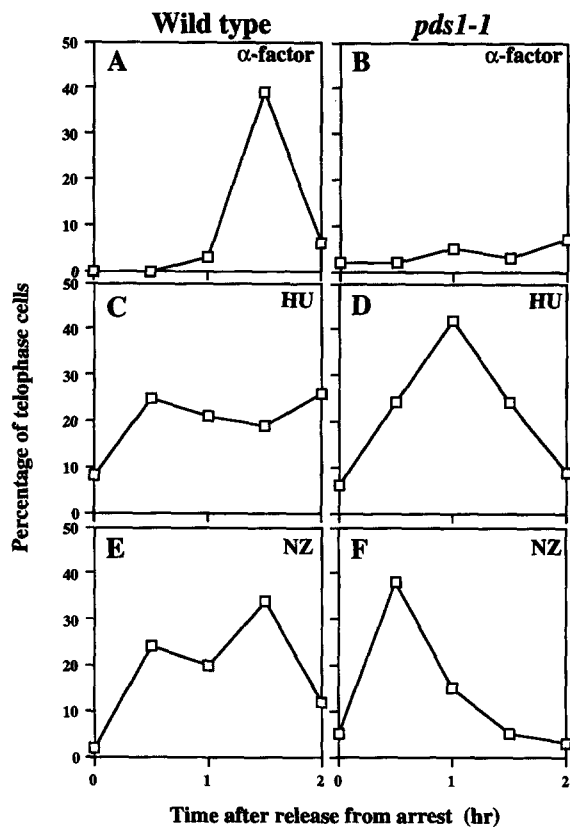 Wild type
pds1-1
Percentage of telophase cells
50
40
30
20
10
0
A
α-factor
B
α-factor
50
40
30
20
10
0
C
HU
D
HU
50
40
30
20
10
0
E
NZ
F
NZ
0
1
2
0
1
2
Time after release from arrest (hr)